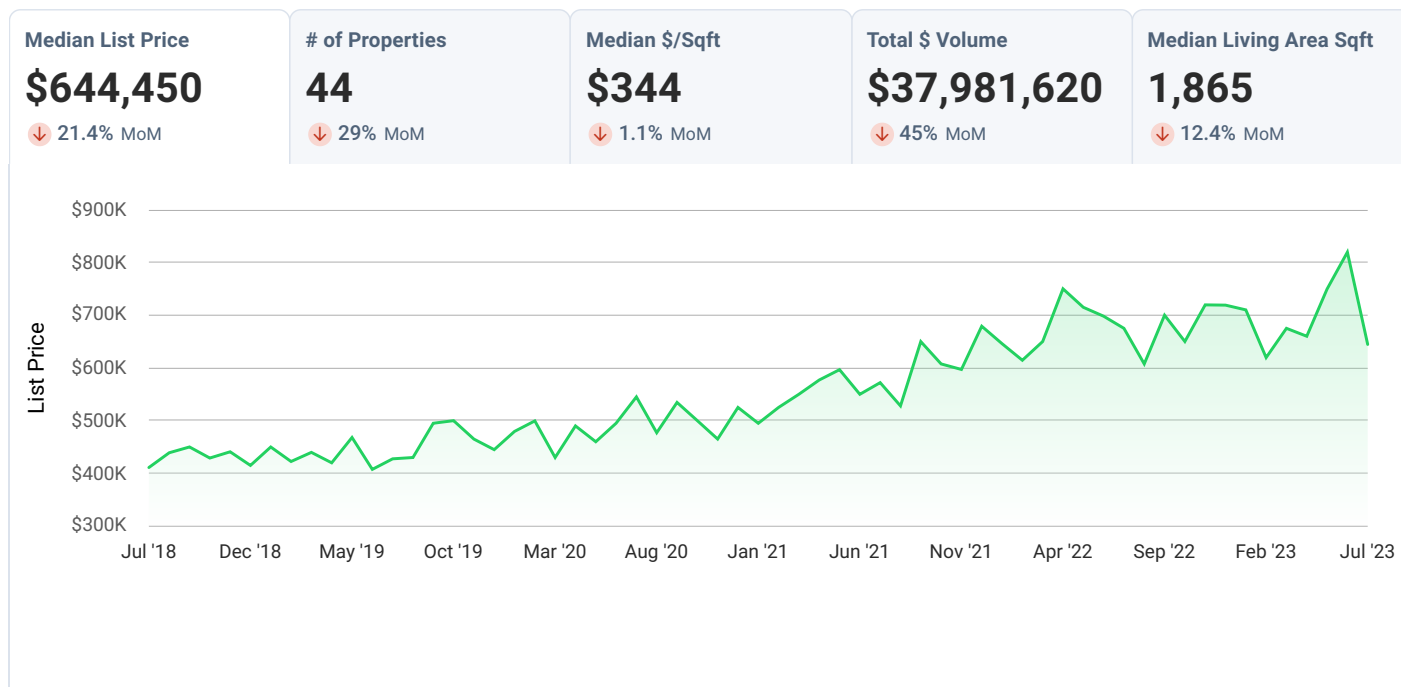 Median List Price
$644,450
21.4% MoM
# of Properties
44
29% MoM
Median $/Sqft
$344
1.1% MoM
Total $ Volume
$37,981,620
45% MoM
Median Living Area Sqft
1,865
12.4% MoM
List Price
$900K
$800K
$700K
$600K
$500K
$400K
$300K
Jul '18 Dec '18 May '19 Oct '19 Mar '20 Aug '20 Jan '21 Jun '21 Nov '21 Apr '22 Sep '22 Feb '23 Jul '23